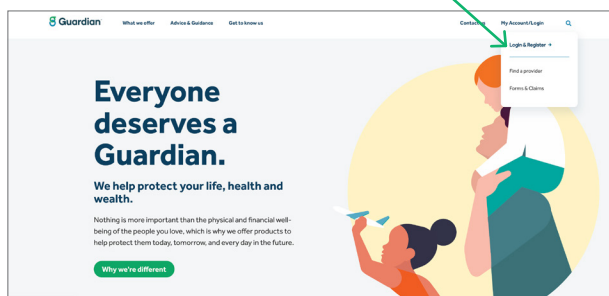 Guardian What we offer Advice & Guidance Get to know us My Account/Login
Login & Register →
Find a provider
Forms & Claims
Everyone
deserves a
Guardian.
We help protect your life, health and
wealth.
Nothing is more important than the physical and financial well-
being of the people you love, which is why we offer products to
help protect them today, tomorrow, and every day in the future.
Why we're different